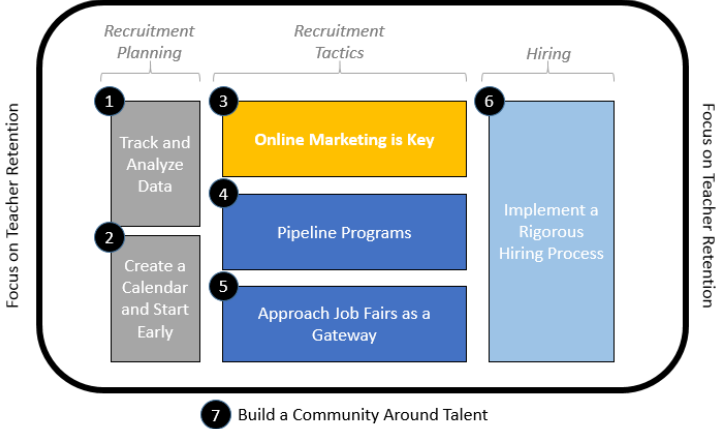 Recruitment
Planning
Recruitment
Tactics
Hiring
Focus on Teacher Retention
1
Track and
Analyze
Data
2
Create a
Calendar
and Start
Early
3
Online Marketing is Key
4
Pipeline Programs
5
Approach Job Fairs as a
Gateway
6
Implement a
Rigorous
Hiring Process
Focus on Teacher Retention
7 Build a Community Around Talent